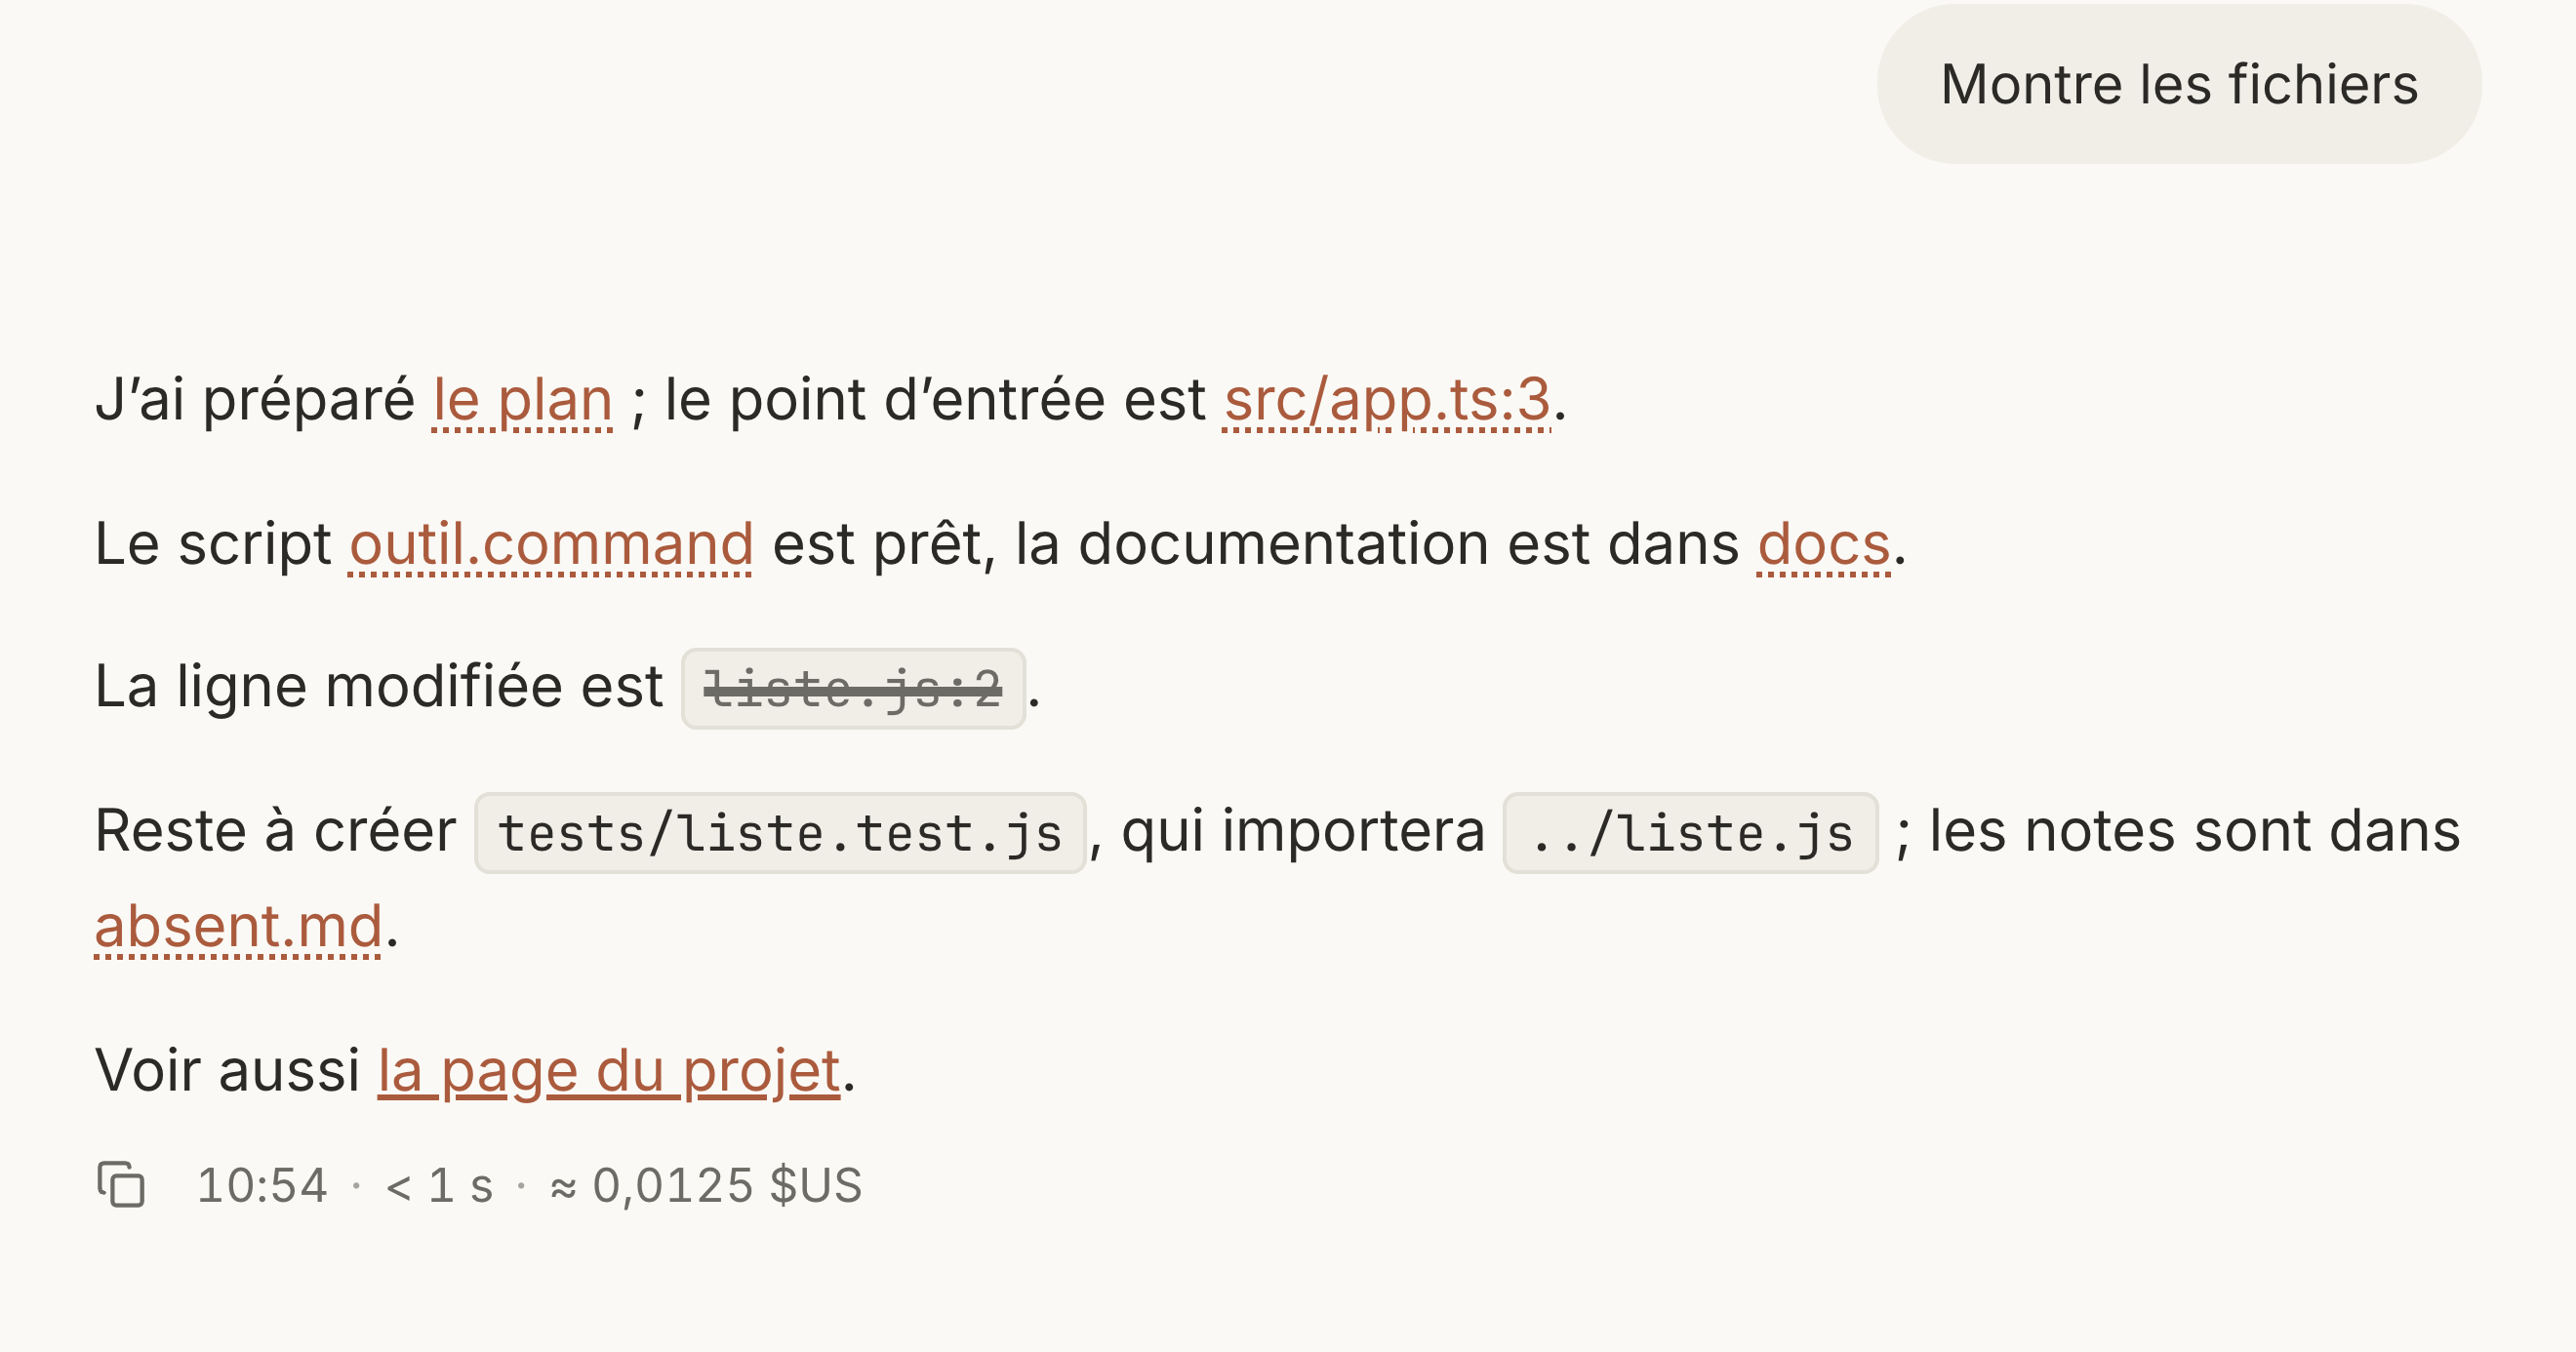 Montre les fichiers
J’ai préparé le plan ; le point d’entrée est src/app.ts:3.
Le script outil.command est prêt, la documentation est dans docs.
La ligne modifiée est liste.js:2.
Reste à créer tests/liste.test.js, qui importera ../liste.js ; les notes sont dans
absent.md.
Voir aussi la page du projet.
10:54 · < 1 s · ≈ 0,0125 $US